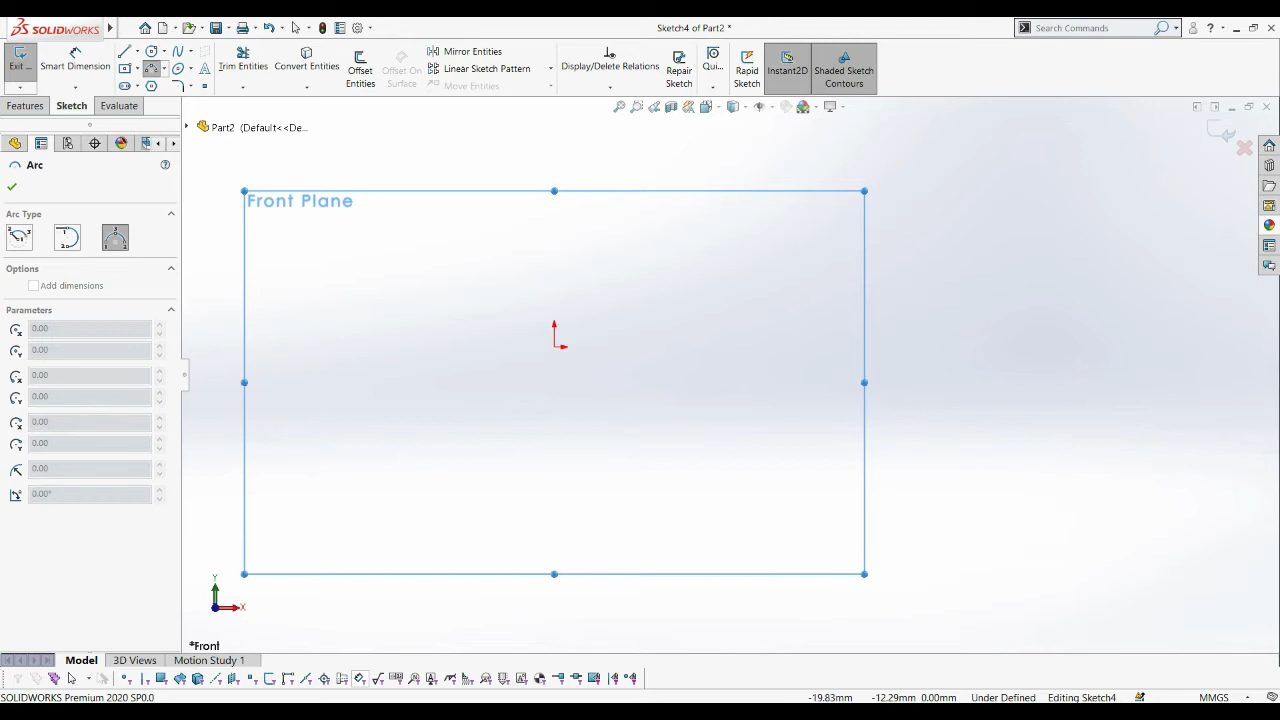 SOLIDWORKS
Sketch4 of Part2 *
Search Commands
Exit ...
Smart Dimension
Trim Entities
Convert Entities
Offset Entities
Offset On Surface
Mirror Entities
Linear Sketch Pattern
Move Entities
Display/Delete Relations
Repair Sketch
Qui...
Rapid Sketch
Instant2D
Shaded Sketch Contours
Features
Sketch
Evaluate
Part2 (Default<<De...
Arc
Arc Type
Options
Add dimensions
Parameters
0.00
0.00
0.00
0.00
0.00
0.00
0.00
0.00°
Front Plane
Y
X
*Front
Model
3D Views
Motion Study 1
SOLIDWORKS Premium 2020 SP0.0
-19.83mm
-12.29mm
0.00mm
Under Defined
Editing Sketch4
MMGS